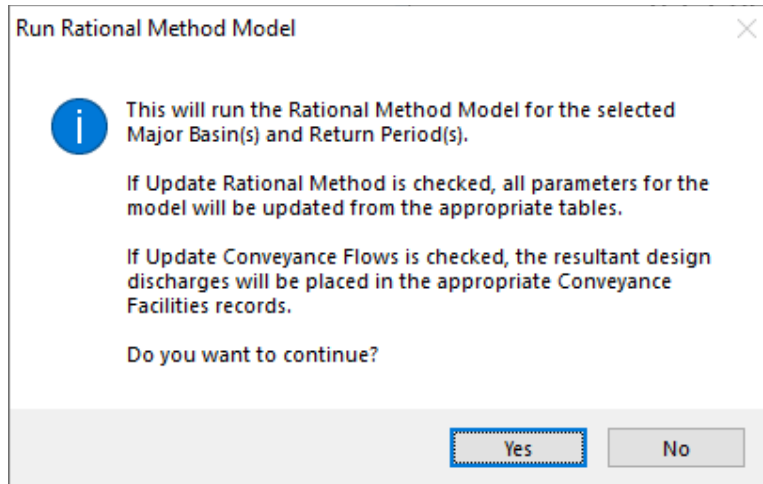 Run Rational Method Model
This will run the Rational Method Model for the selected
Major Basin(s) and Return Period(s).
If Update Rational Method is checked, all parameters for the
model will be updated from the appropriate tables.
If Update Conveyance Flows is checked, the resultant design
discharges will be placed in the appropriate Conveyance
Facilities records.
Do you want to continue?
Yes
No